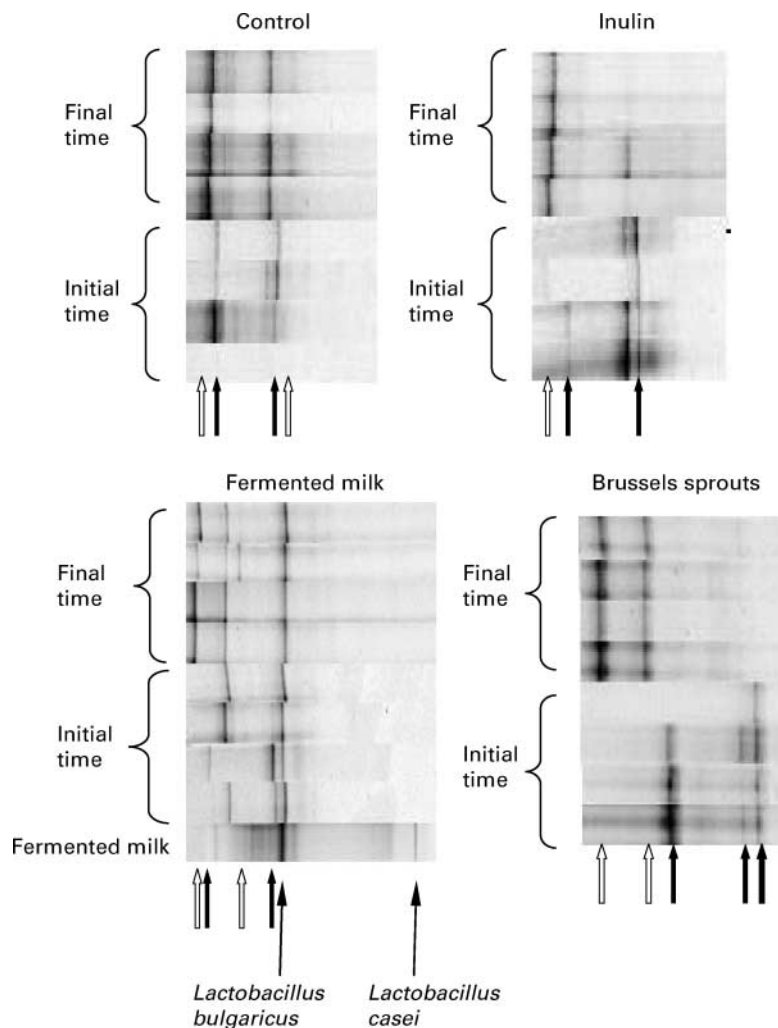 Control
Final
time
Initial
time
Inulin
Final
time
Initial
time
Fermented milk
Final
time
Initial
time
Fermented milk
Lactobacillus
bulgaricus
Lactobacillus
casei
Brussels sprouts
Final
time
Initial
time